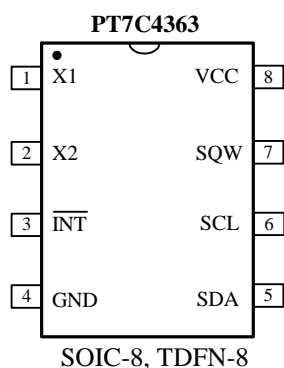 PT7C4363
1 X1 VCC 8
2 X2 SQW 7
3 I̅N̅T̅ SCL 6
4 GND SDA 5
SOIC-8, TDFN-8